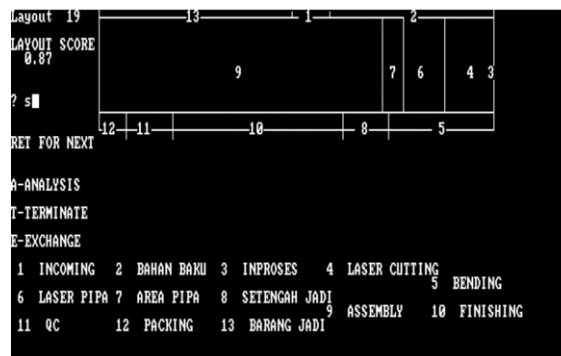 Layout 19
13
1
2
LAYOUT SCORE
0.87
9 7 6 4 3
? s
12 11 10 8 5
RET FOR NEXT
A-ANALYSIS
T-TERMINATE
E-EXCHANGE
1 INCOMING 2 BAHAN BAKU 3 INPROSES 4 LASER CUTTING
5 BENDING
6 LASER PIPA 7 AREA PIPA 8 SETENGAH JADI
9 ASSEMBLY 10 FINISHING
11 QC 12 PACKING 13 BARANG JADI